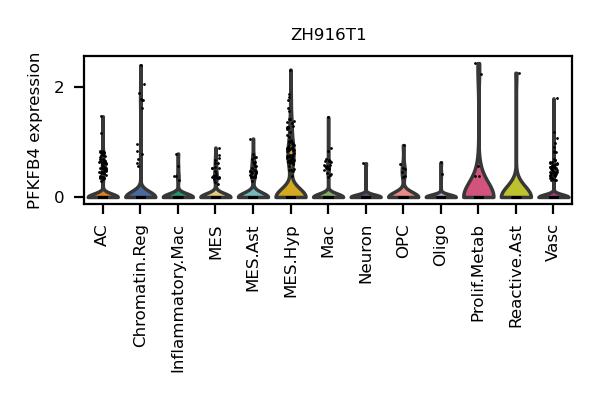 ZH916T1
PFKFB4 expression
2
0
AC
Chromatin.Reg
Inflammatory.Mac
MES
MES.Ast
MES.Hyp
Mac
Neuron
OPC
Oligo
Prolif.Metab
Reactive.Ast
Vasc